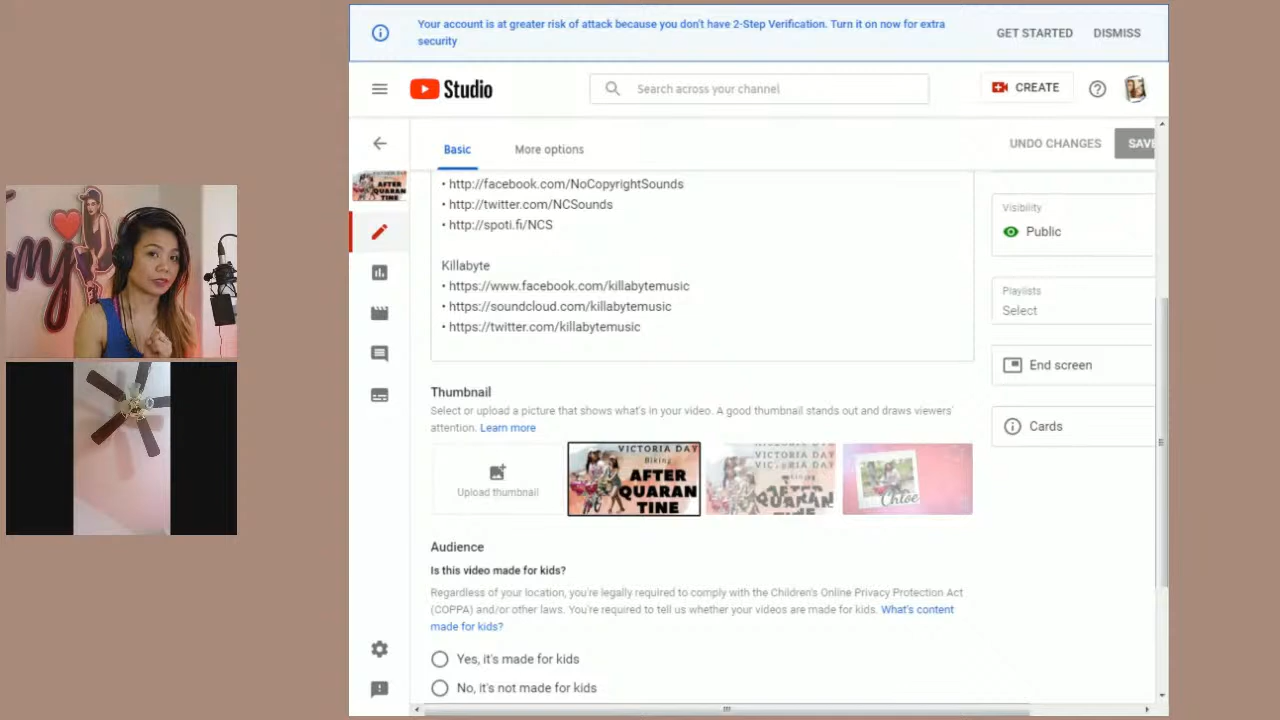 Your account is at greater risk of attack because you don't have 2-Step Verification. Turn it on now for extra
security
GET STARTED
DISMISS
Studio
Search across your channel
CREATE
Basic
More options
UNDO CHANGES
SAVE
• http://facebook.com/NoCopyrightSounds
• http://twitter.com/NCSounds
• http://spoti.fi/NCS
Killabyte
• https://www.facebook.com/killabytemusic
• https://soundcloud.com/killabytemusic
• https://twitter.com/killabytemusic
Visibility
Public
Playlists
Select
End screen
Cards
Thumbnail
Select or upload a picture that shows what's in your video. A good thumbnail stands out and draws viewers'
attention. Learn more
Upload thumbnail
VICTORIA DAY
Biking
AFTER
QUARAN
TINE
VICTORIA DAY
Chloe
Audience
Is this video made for kids?
Regardless of your location, you're legally required to comply with the Children's Online Privacy Protection Act
(COPPA) and/or other laws. You're required to tell us whether your videos are made for kids. What's content
made for kids?
Yes, it's made for kids
No, it's not made for kids
AFTER
QUARAN
TINE
mj